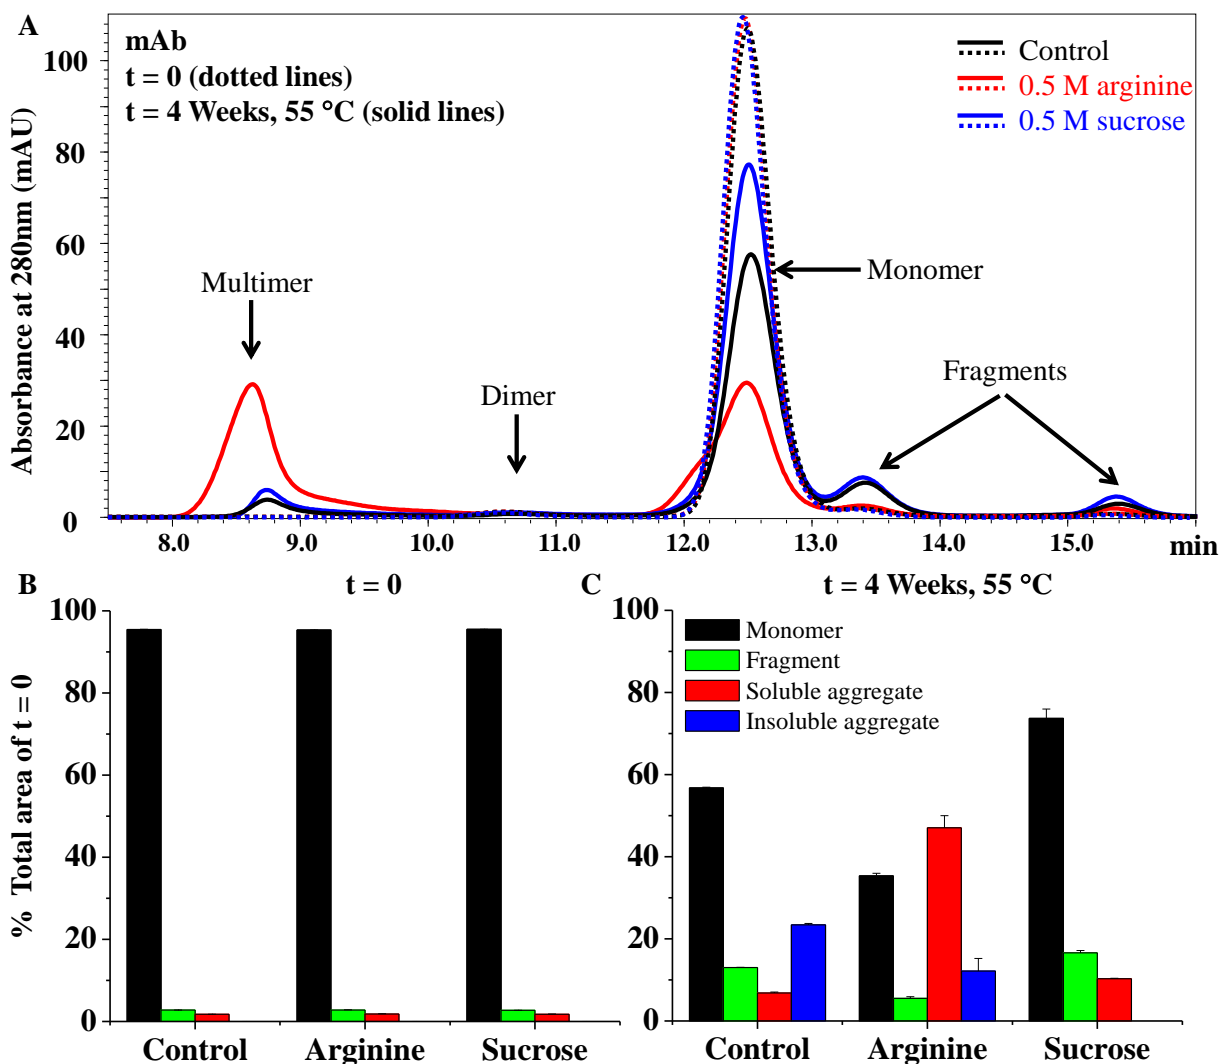 A
mAb
t = 0 (dotted lines)
t = 4 Weeks, 55 °C (solid lines)
Control
0.5 M arginine
0.5 M sucrose
Absorbance at 280nm (mAU)
100
80
60
40
20
0
Multimer
Dimer
Monomer
Fragments
8.0 9.0 10.0 11.0 12.0 13.0 14.0 15.0 min
B t = 0
% Total area of t = 0
100
80
60
40
20
0
Control Arginine Sucrose
C t = 4 Weeks, 55 °C
100
80
60
40
20
0
Monomer
Fragment
Soluble aggregate
Insoluble aggregate
Control Arginine Sucrose